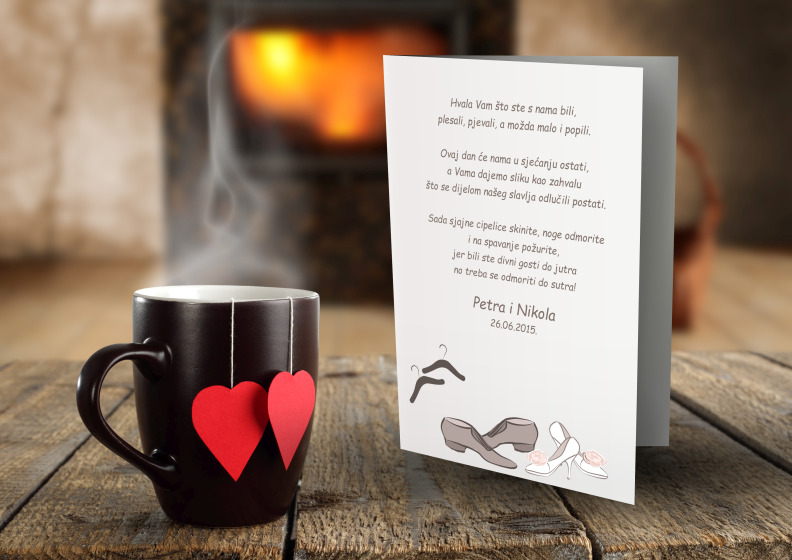 Hvala Vam što ste s nama bili,
plesali, pjevali, a možda malo i popili.
Ovaj dan će nama u sjećanju ostati,
a Vama dajemo sliku kao zahvalu
što se dijelom našeg slavlja odlučili postati.
Sada sjajne cipelice skinite, noge odmorite
i na spavanje požurite,
jer bili ste divni gosti do jutra
no treba se odmoriti do sutra!
Petra i Nikola
26.06.2015.